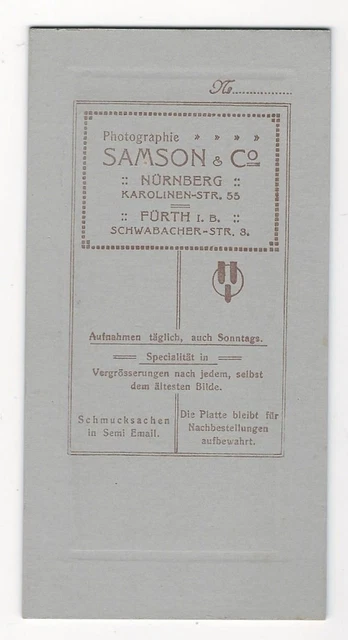 No
Photographie » » » »
SAMSON & Co
:: NÜRNBERG ::
KAROLINEN-STR. 55
:: FÜRTH I. B. ::
SCHWABACHER-STR. 3.
Aufnahmen täglich, auch Sonntags.
Specialität in
Vergrösserungen nach jedem, selbst
dem ältesten Bilde.
Schmucksachen
in Semi Email.
Die Platte bleibt für
Nachbestellungen
aufbewahrt.